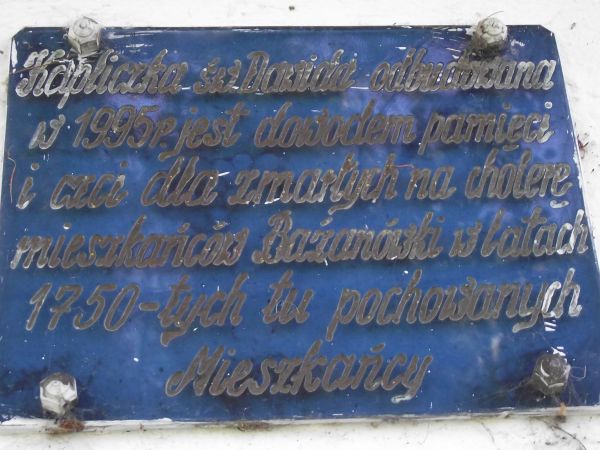 Kapliczka św Dawida odbudowana
w 1995r. jest dowodem pamięci
i czci dla zmarłych na cholerę
mieszkańców Bażanówki w latach
1750-tych tu pochowanych
Mieszkańcy